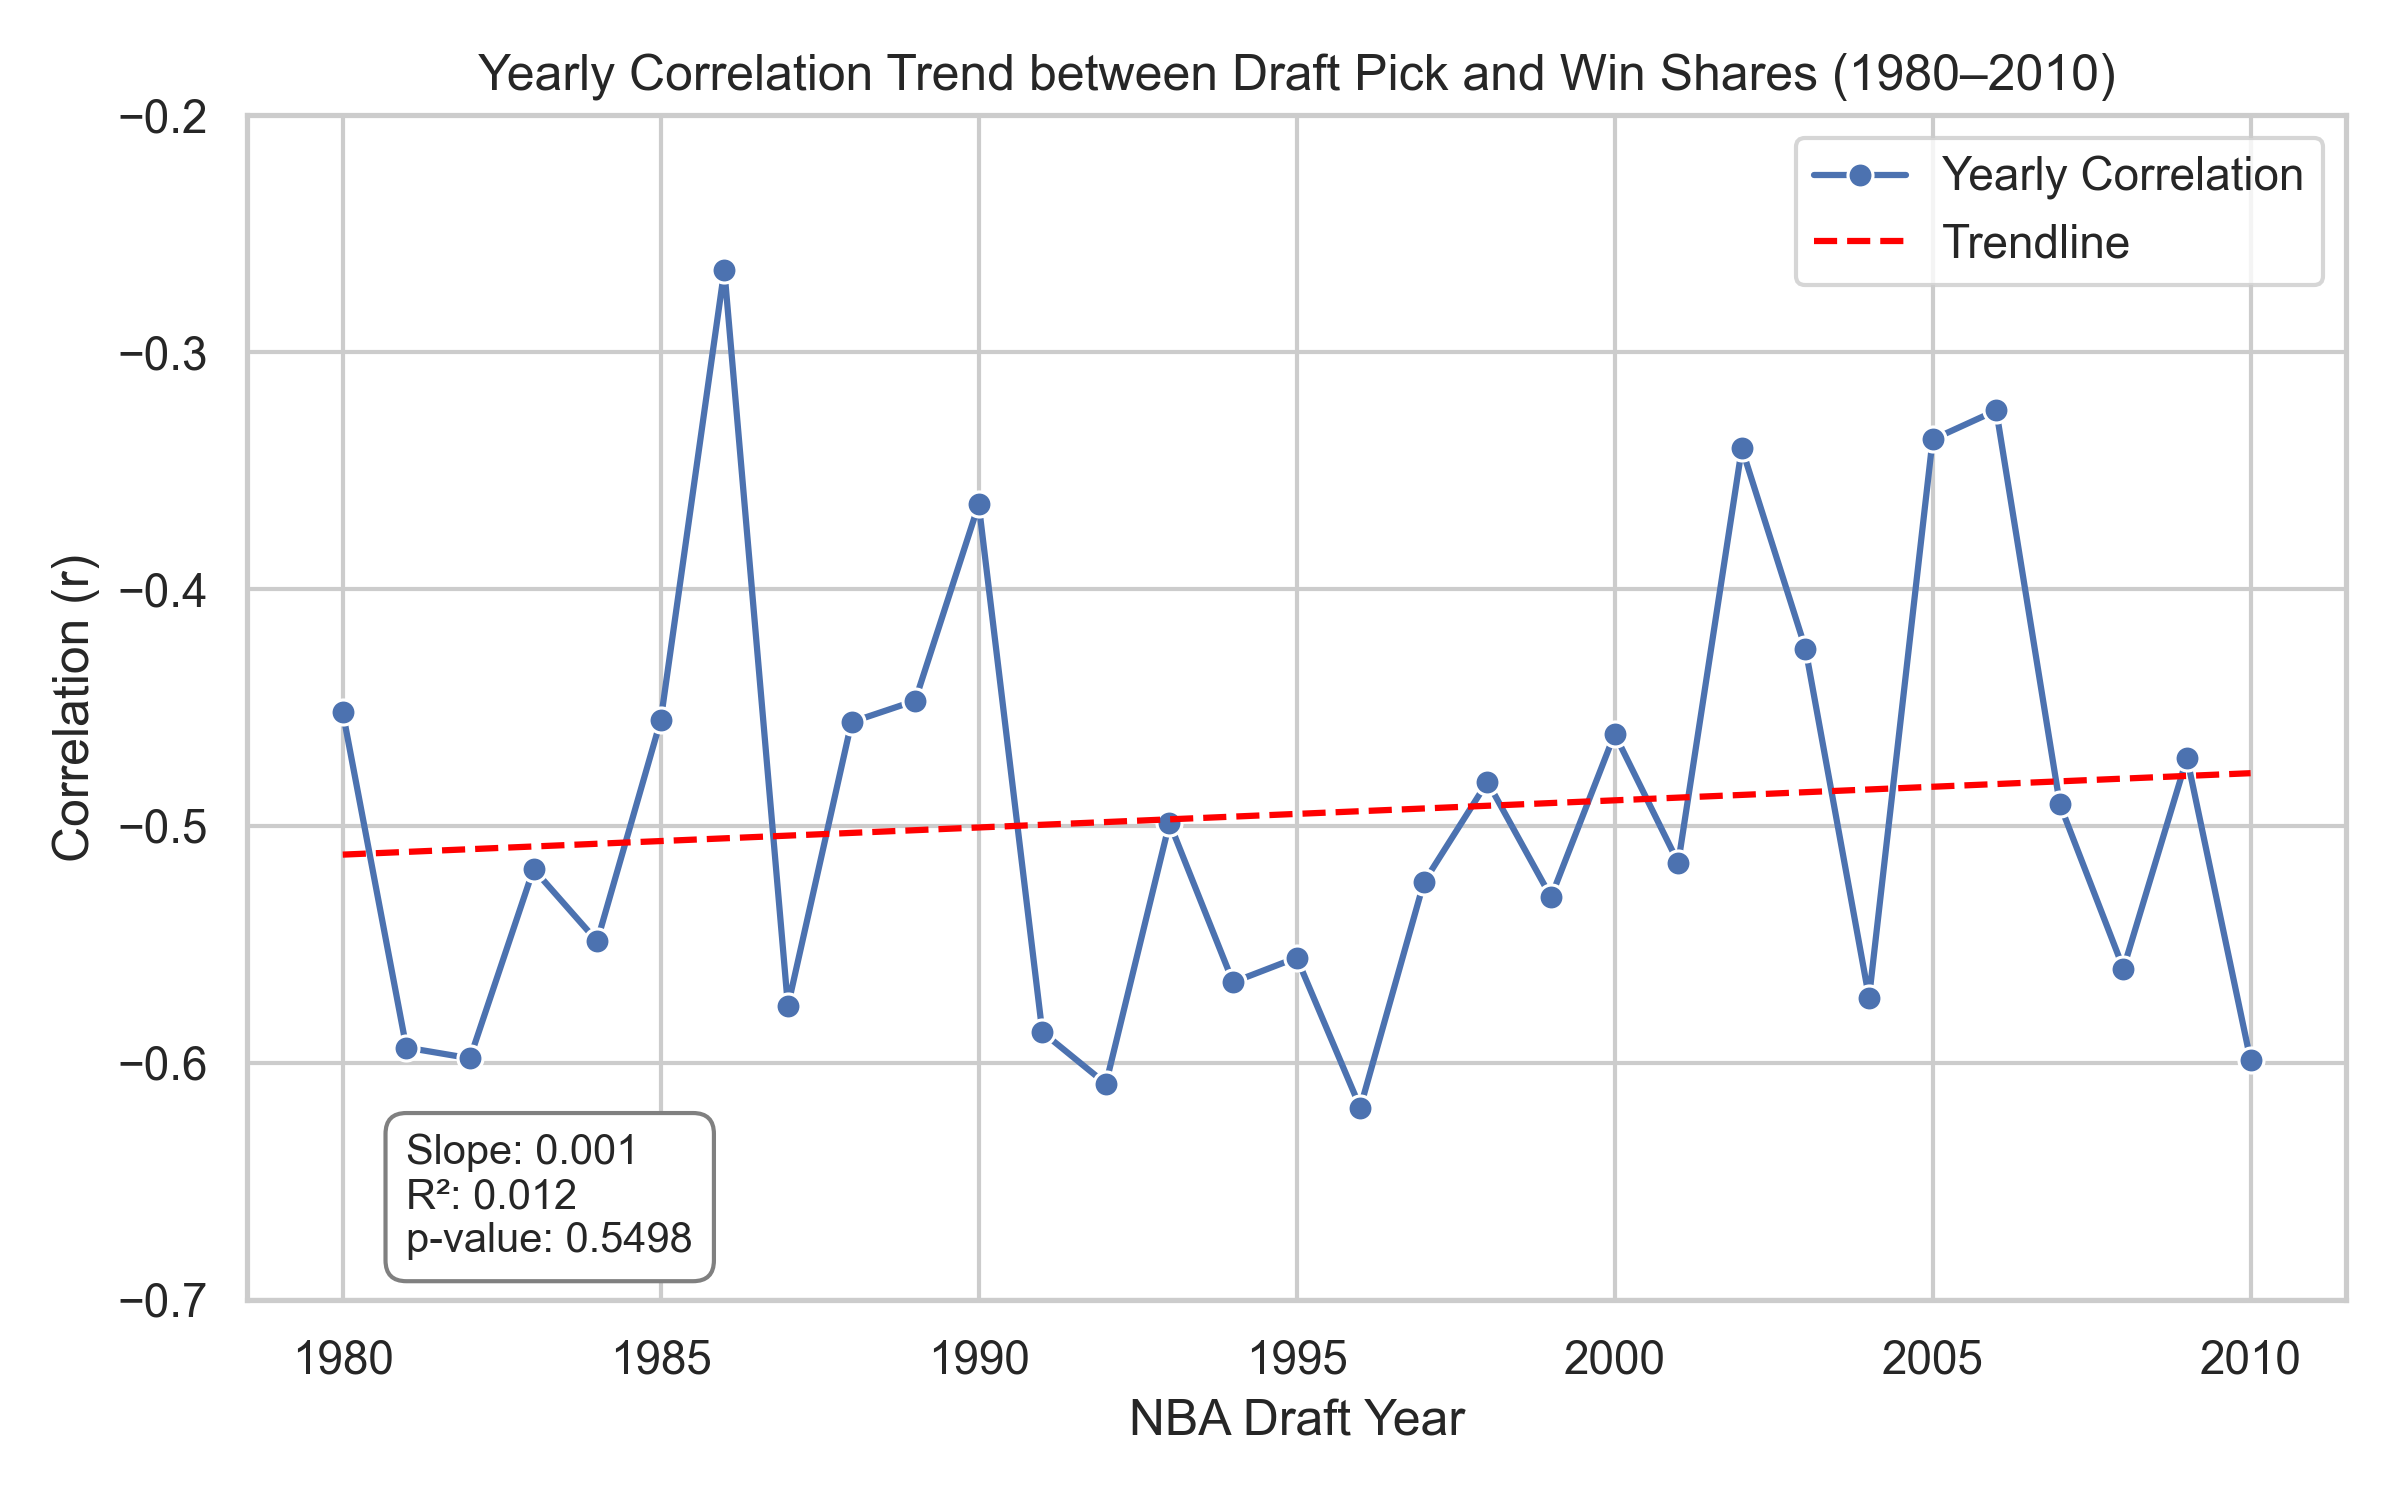 Yearly Correlation Trend between Draft Pick and Win Shares (1980–2010)
Yearly Correlation
Trendline
Correlation (r)
−0.2
−0.3
−0.4
−0.5
−0.6
−0.7
Slope: 0.001
R²: 0.012
p-value: 0.5498
1980 1985 1990 1995 2000 2005 2010
NBA Draft Year